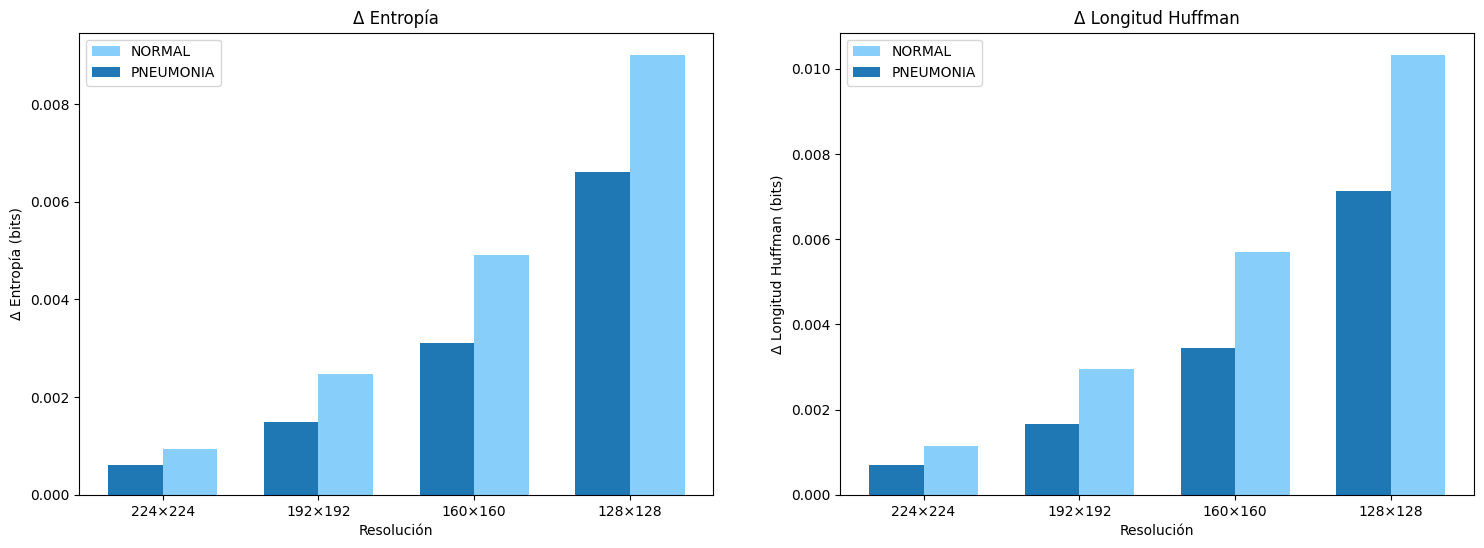 Δ Entropía
NORMAL
PNEUMONIA
Δ Entropía (bits)
0.008
0.006
0.004
0.002
0.000
224×224 192×192 160×160 128×128
Resolución
Δ Longitud Huffman
NORMAL
PNEUMONIA
Δ Longitud Huffman (bits)
0.010
0.008
0.006
0.004
0.002
0.000
224×224 192×192 160×160 128×128
Resolución